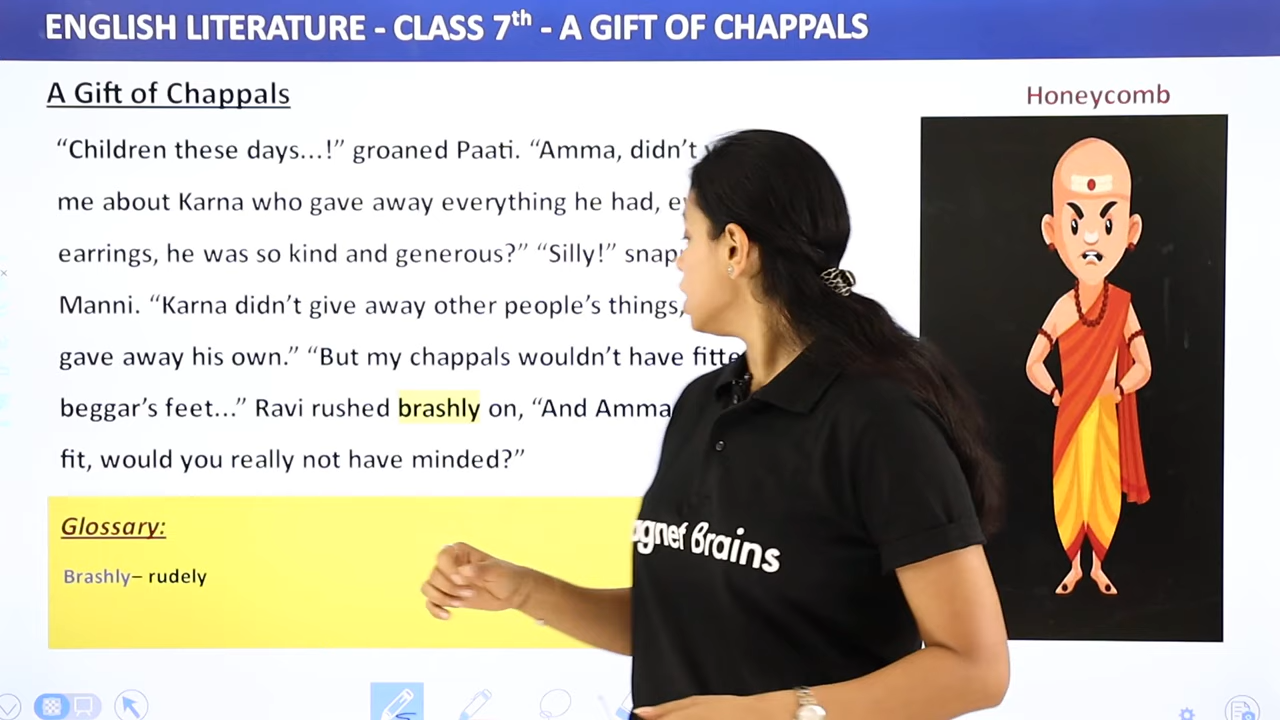 ENGLISH LITERATURE - CLASS 7th - A GIFT OF CHAPPALS
A Gift of Chappals
Honeycomb
“Children these days...!” groaned Paati. “Amma, didn’t
me about Karna who gave away everything he had,
earrings, he was so kind and generous?” “Silly!”
Manni. “Karna didn’t give away other people’s things,
gave away his own.” “But my chappals wouldn’t have
beggar’s feet...” Ravi rushed brashly on, “And Amma
fit, would you really not have minded?”
Glossary:
Brashly– rudely
Brains